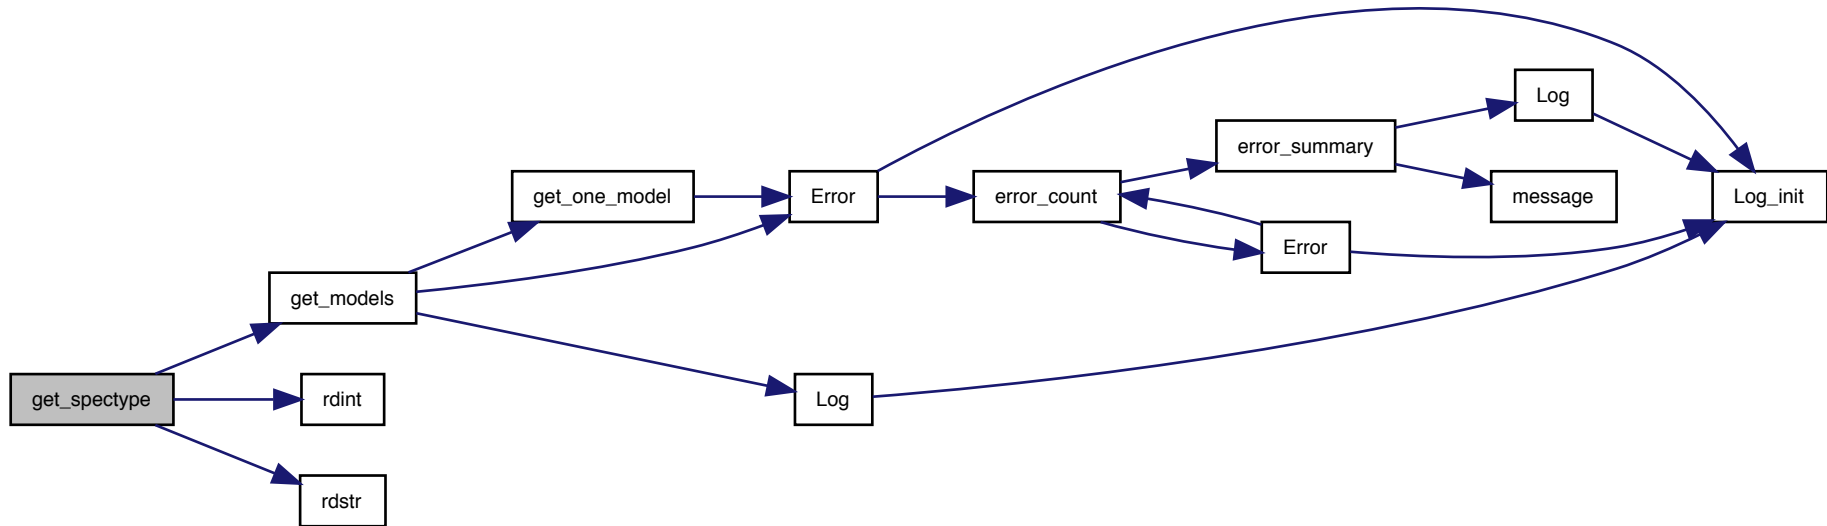 Log
error_summary
get_one_model
Error
error_count
message
Log_init
Error
get_models
get_spectype
rdint
Log
rdstr